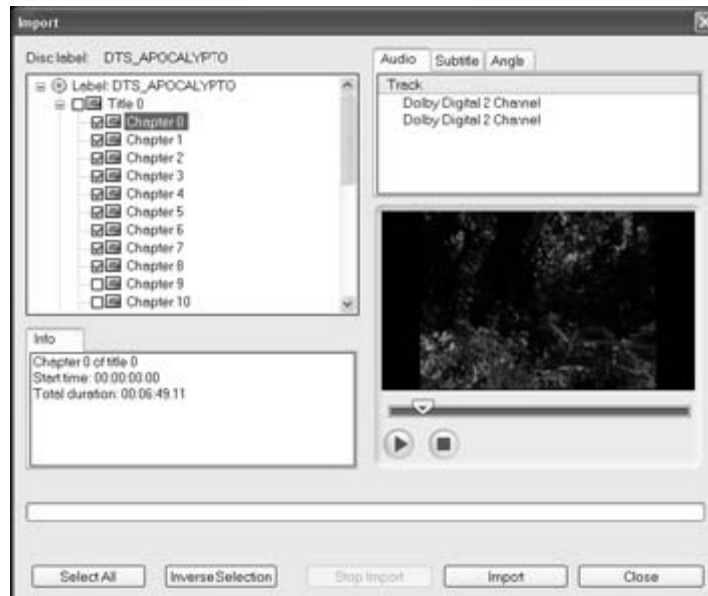 Import
Disc label: DTS_APOCALYPTO
Label: DTS_APOCALYPTO
Title 0
Chapter 0
Chapter 1
Chapter 2
Chapter 3
Chapter 4
Chapter 5
Chapter 6
Chapter 7
Chapter 8
Chapter 9
Chapter 10
Info
Chapter 0 of title 0
Start time: 00:00:00.00
Total duration: 00:06:49.11
Audio Subtitle Angle
Track
Dolby Digital 2 Channel
Dolby Digital 2 Channel
Select All Inverse Selection Stop Import Import Close